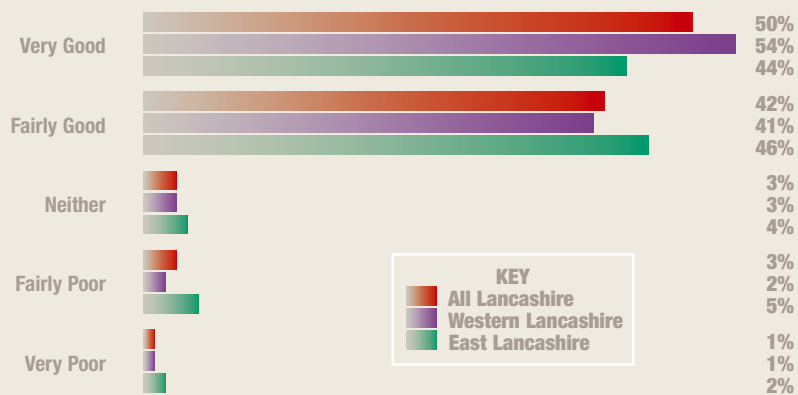 Very Good
50%
54%
44%
Fairly Good
42%
41%
46%
Neither
3%
3%
4%
Fairly Poor
3%
2%
5%
KEY
All Lancashire
Western Lancashire
East Lancashire
Very Poor
1%
1%
2%